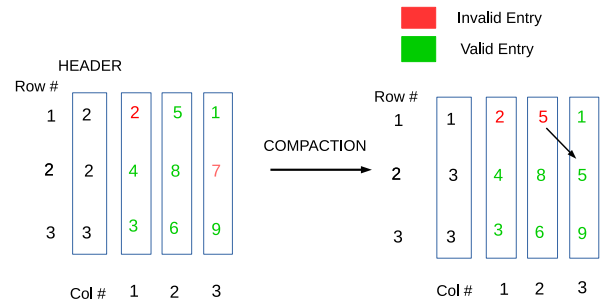 Invalid Entry
Valid Entry
HEADER
Row #
1 2 2 5 1
2 2 4 8 7
3 3 3 6 9
Col # 1 2 3
COMPACTION
Row #
1 1 2 5 1
2 3 4 8 5
3 3 3 6 9
Col # 1 2 3